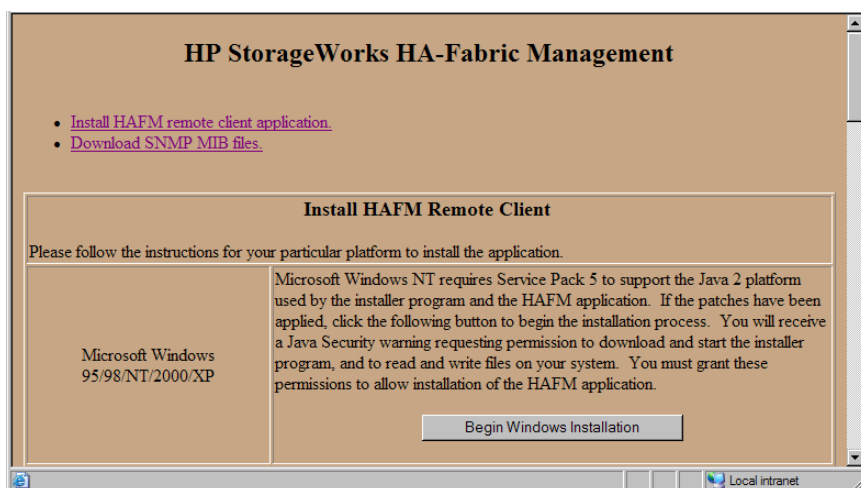 HP StorageWorks HA-Fabric Management
Install HAFM remote client application.
Download SNMP MIB files.
Install HAFM Remote Client
Please follow the instructions for your particular platform to install the application.
Microsoft Windows
95/98/NT/2000/XP
Microsoft Windows NT requires Service Pack 5 to support the Java 2 platform
used by the installer program and the HAFM application. If the patches have been
applied, click the following button to begin the installation process. You will receive
a Java Security warning requesting permission to download and start the installer
program, and to read and write files on your system. You must grant these
permissions to allow installation of the HAFM application.
Begin Windows Installation
Local intranet